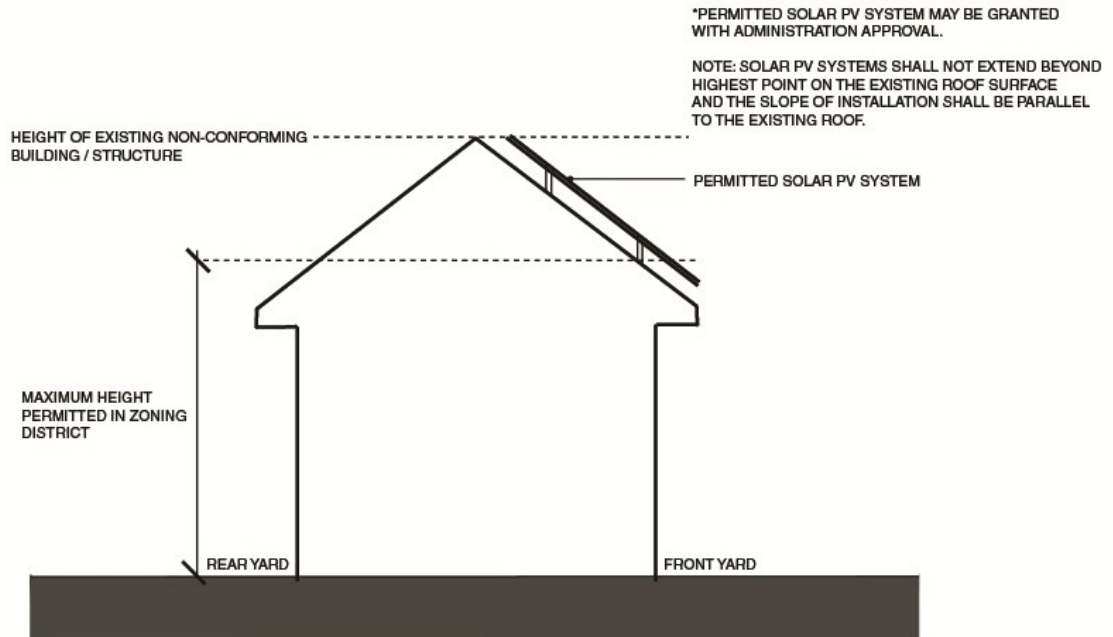 *PERMITTED SOLAR PV SYSTEM MAY BE GRANTED
WITH ADMINISTRATION APPROVAL.
NOTE: SOLAR PV SYSTEMS SHALL NOT EXTEND BEYOND
HIGHEST POINT ON THE EXISTING ROOF SURFACE
AND THE SLOPE OF INSTALLATION SHALL BE PARALLEL
TO THE EXISTING ROOF.
HEIGHT OF EXISTING NON-CONFORMING
BUILDING / STRUCTURE
PERMITTED SOLAR PV SYSTEM
MAXIMUM HEIGHT
PERMITTED IN ZONING
DISTRICT
REAR YARD
FRONT YARD